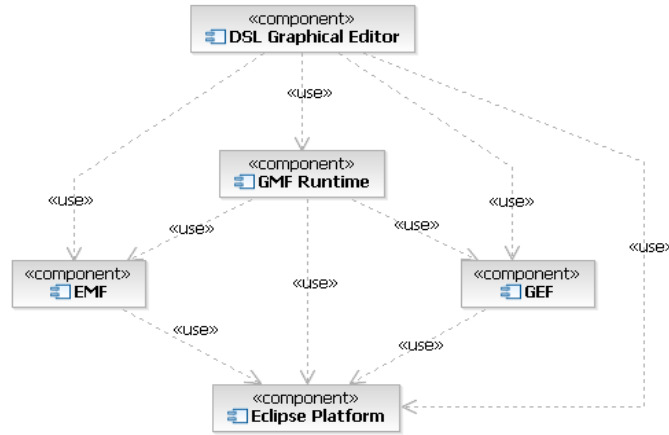 «component»
DSL Graphical Editor
«use»
«component»
GMF Runtime
«use»
«use»
«use»
«use»
«component»
EMF
«use»
«component»
GEF
«use»
«use»
«use»
«component»
Eclipse Platform